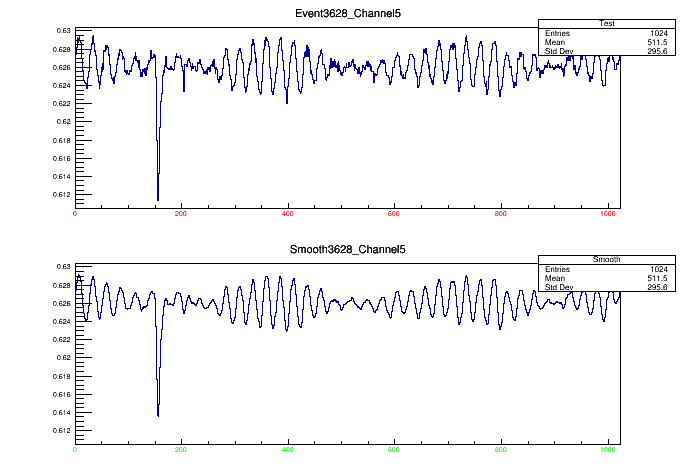 Event3628_Channel5
Test
Entries 1024
Mean 511.5
Std Dev 295.6
0.63
0.628
0.626
0.624
0.622
0.62
0.618
0.616
0.614
0.612
0 200 400 600 800 1000
Smooth3628_Channel5
Smooth
Entries 1024
Mean 511.5
Std Dev 295.6
0.63
0.628
0.626
0.624
0.622
0.62
0.618
0.616
0.614
0.612
0 200 400 600 800 1000